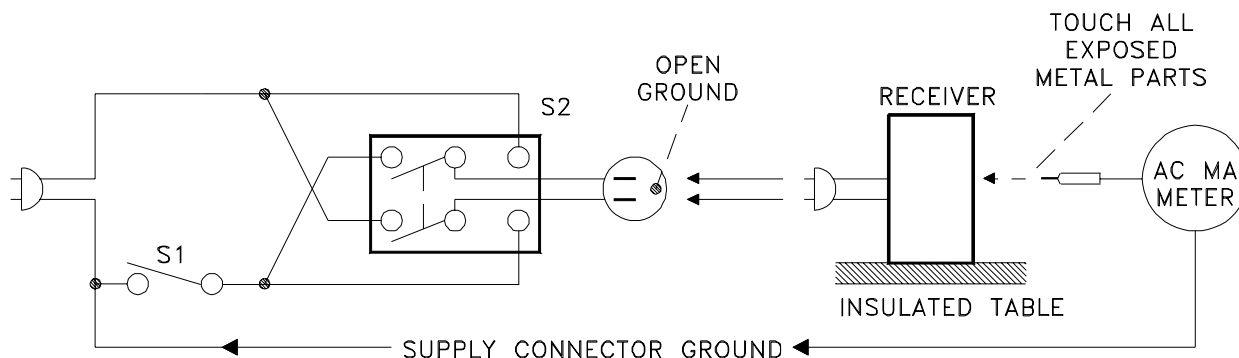 TOUCH ALL
EXPOSED
METAL PARTS
OPEN
GROUND
RECEIVER
S2
AC MA
METER
S1
INSULATED TABLE
SUPPLY CONNECTOR GROUND